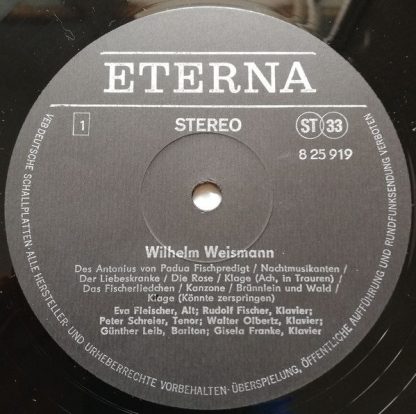 ETERNA
1
STEREO
ST 33
8 25 919
Wilhelm Weismann
Des Antonius von Padua Fischpredigt / Nachtmusikanten /
Der Liebeskranke / Die Rose / Klage (Ach, in Trauren) /
Das Fischerliedchen / Kanzone / Brünnlein und Wald /
Klage (Könnte zerspringen)
Eva Fleischer, Alt; Rudolf Fischer, Klavier;
Peter Schreier, Tenor; Walter Olbertz, Klavier;
Günther Leib, Bariton; Gisela Franke, Klavier
VEB DEUTSCHE SCHALLPLATTEN · ALLE HERSTELLER- UND URHEBERRECHTE VORBEHALTEN · ÜBERSPIELUNG, ÖFFENTLICHE AUFFÜHRUNG UND RUNDFUNKSENDUNG VERBOTEN